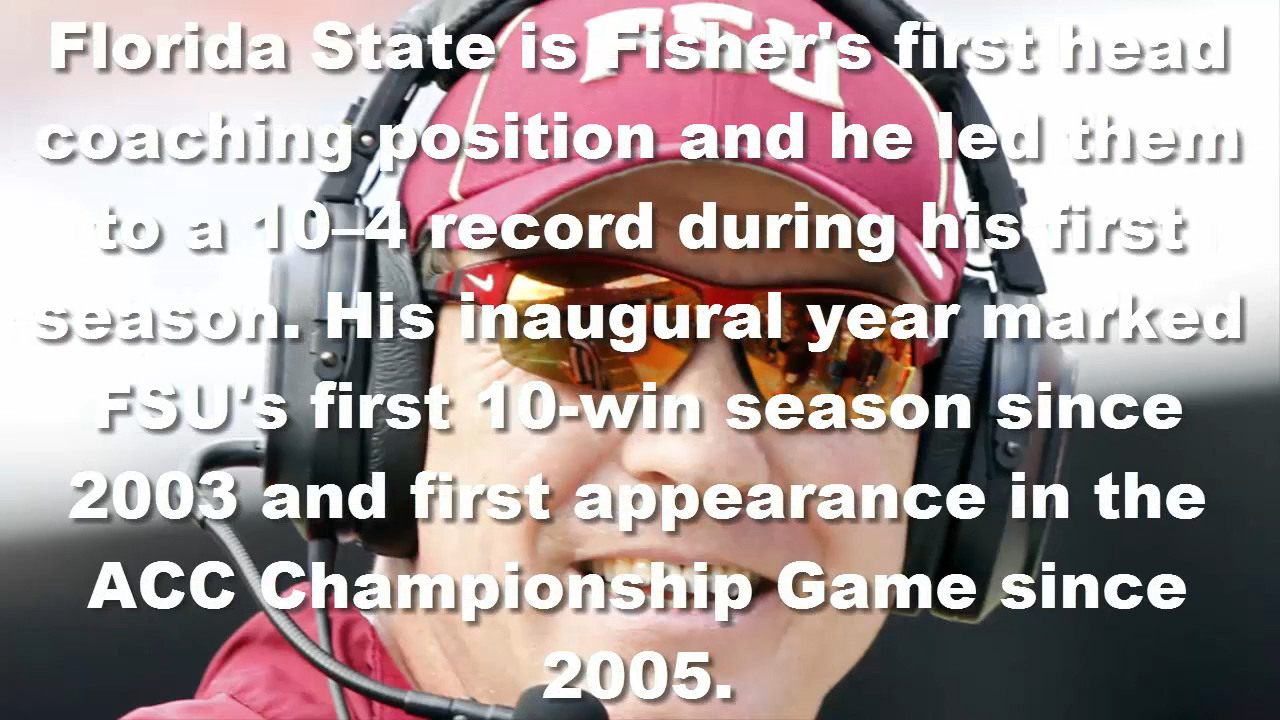 FSU
Florida State is Fisher's first head
coaching position and he led them
to a 10–4 record during his first
season. His inaugural year marked
FSU's first 10-win season since
2003 and first appearance in the
ACC Championship Game since
2005.